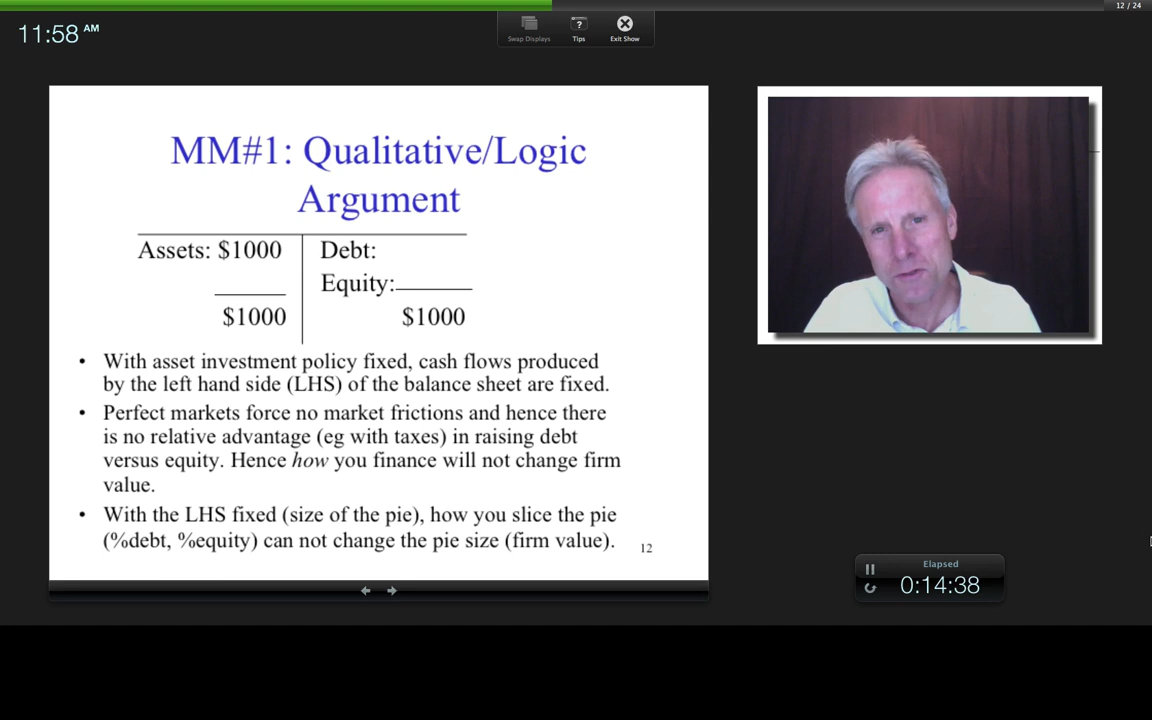 12 / 24
11:58 AM
Swap Displays
?
Tips
Exit Show
MM#1: Qualitative/Logic
Argument
Assets: $1000
Debt:
Equity:
$1000
$1000
• With asset investment policy fixed, cash flows produced
by the left hand side (LHS) of the balance sheet are fixed.
• Perfect markets force no market frictions and hence there
is no relative advantage (eg with taxes) in raising debt
versus equity. Hence how you finance will not change firm
value.
• With the LHS fixed (size of the pie), how you slice the pie
(%debt, %equity) can not change the pie size (firm value).
12
Elapsed
0:14:38